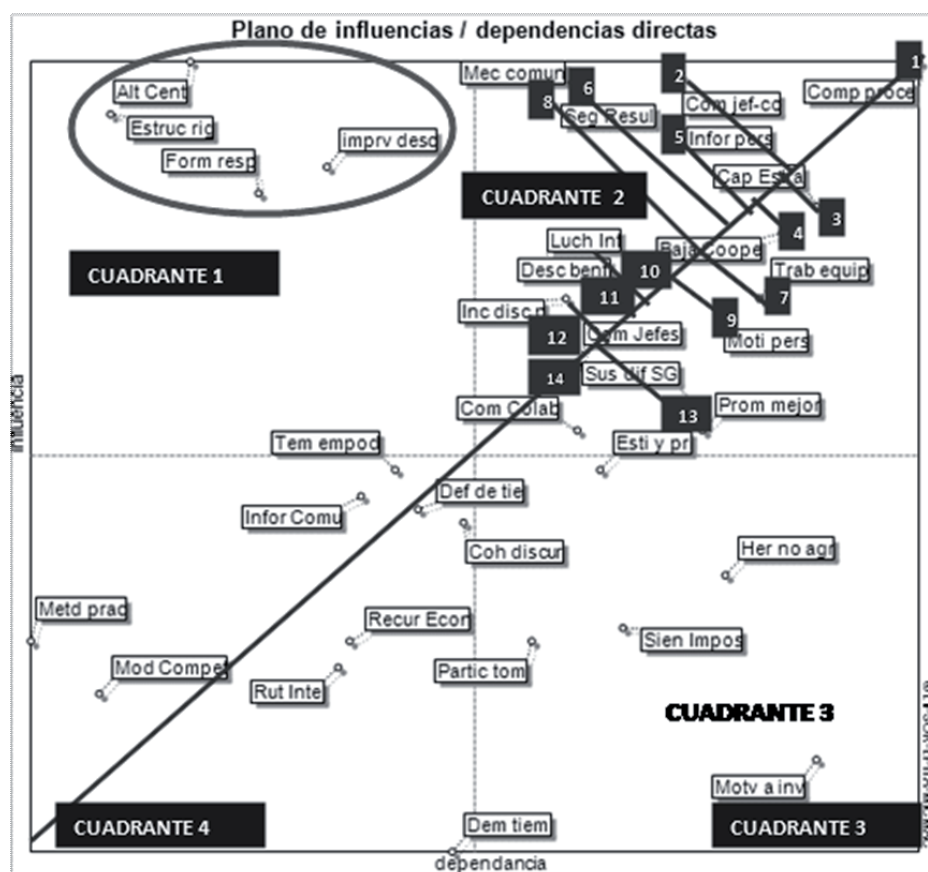 Plano de influencias / dependencias directas
Mec comun
2
1
Alt Cent
6
Com jef-co
Comp proce
8
Seg Resul
Estruc rig
5
Infor pers
imprv desc
Form resp
Cap Estra
CUADRANTE 2
3
4
Luch Int
Baja Coope
CUADRANTE 1
Desc benf
10
Trab equip
11
7
Inc disc p
9
12
Com Jefes
Moti pers
14
Sus dif SG
influencia
Com Colab
13
Prom mejor
Tem empod
Esti y pr
Def de tie
Infor Comu
Coh discur
Her no agr
Metd prac
Recur Econ
Sien Impos
Mod Compet
Partic tom
Rut Inte
CUADRANTE 3
Motv a inv
CUADRANTE 4
Dem tiem
CUADRANTE 3
dependancia